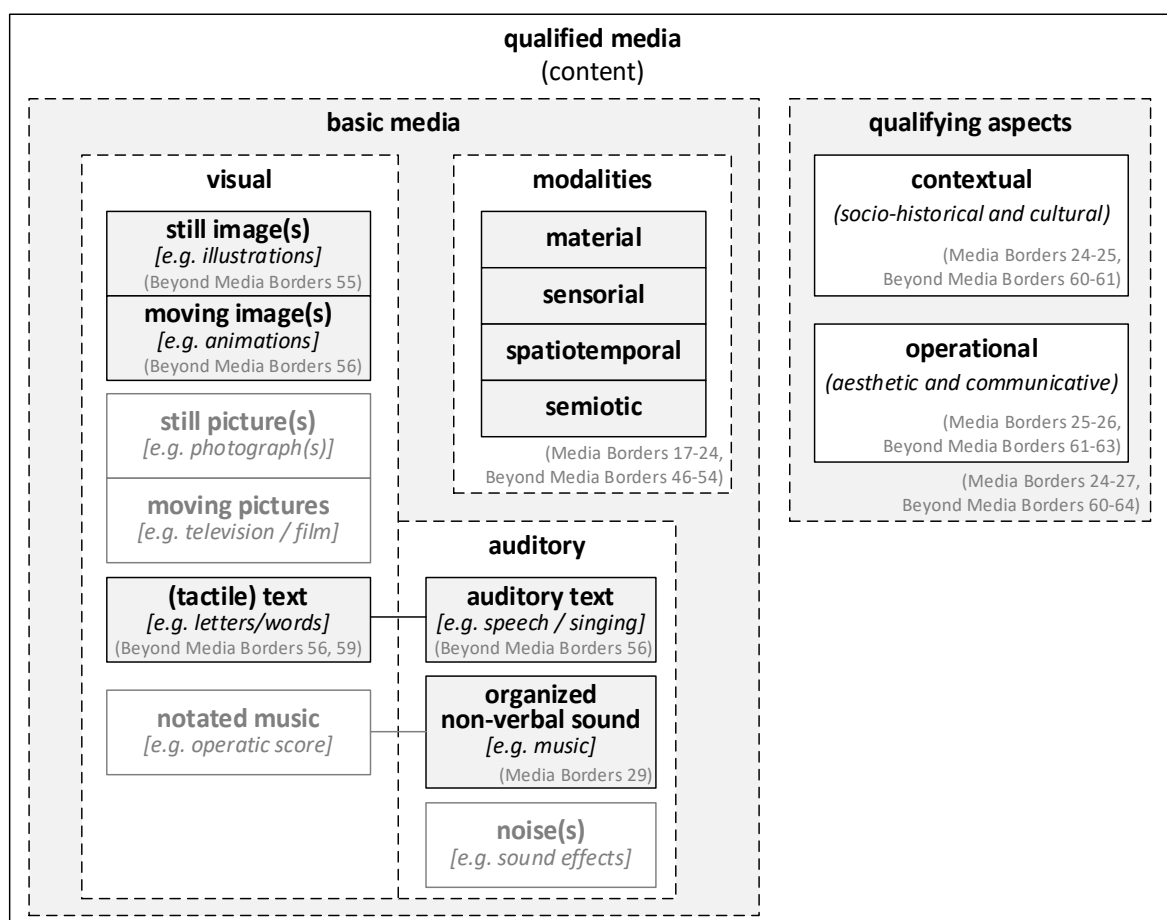 qualified media
(content)
basic media
visual
still image(s)
[e.g. illustrations]
(Beyond Media Borders 55)
moving image(s)
[e.g. animations]
(Beyond Media Borders 56)
still picture(s)
[e.g. photograph(s)]
moving pictures
[e.g. television / film]
(tactile) text
[e.g. letters/words]
(Beyond Media Borders 56, 59)
notated music
[e.g. operatic score]
modalities
material
sensorial
spatiotemporal
semiotic
(Media Borders 17-24,
Beyond Media Borders 46-54)
auditory
auditory text
[e.g. speech / singing]
(Beyond Media Borders 56)
organized
non-verbal sound
[e.g. music]
(Media Borders 29)
noise(s)
[e.g. sound effects]
qualifying aspects
contextual
(socio-historical and cultural)
(Media Borders 24-25,
Beyond Media Borders 60-61)
operational
(aesthetic and communicative)
(Media Borders 25-26,
Beyond Media Borders 61-63)
(Media Borders 24-27,
Beyond Media Borders 60-64)